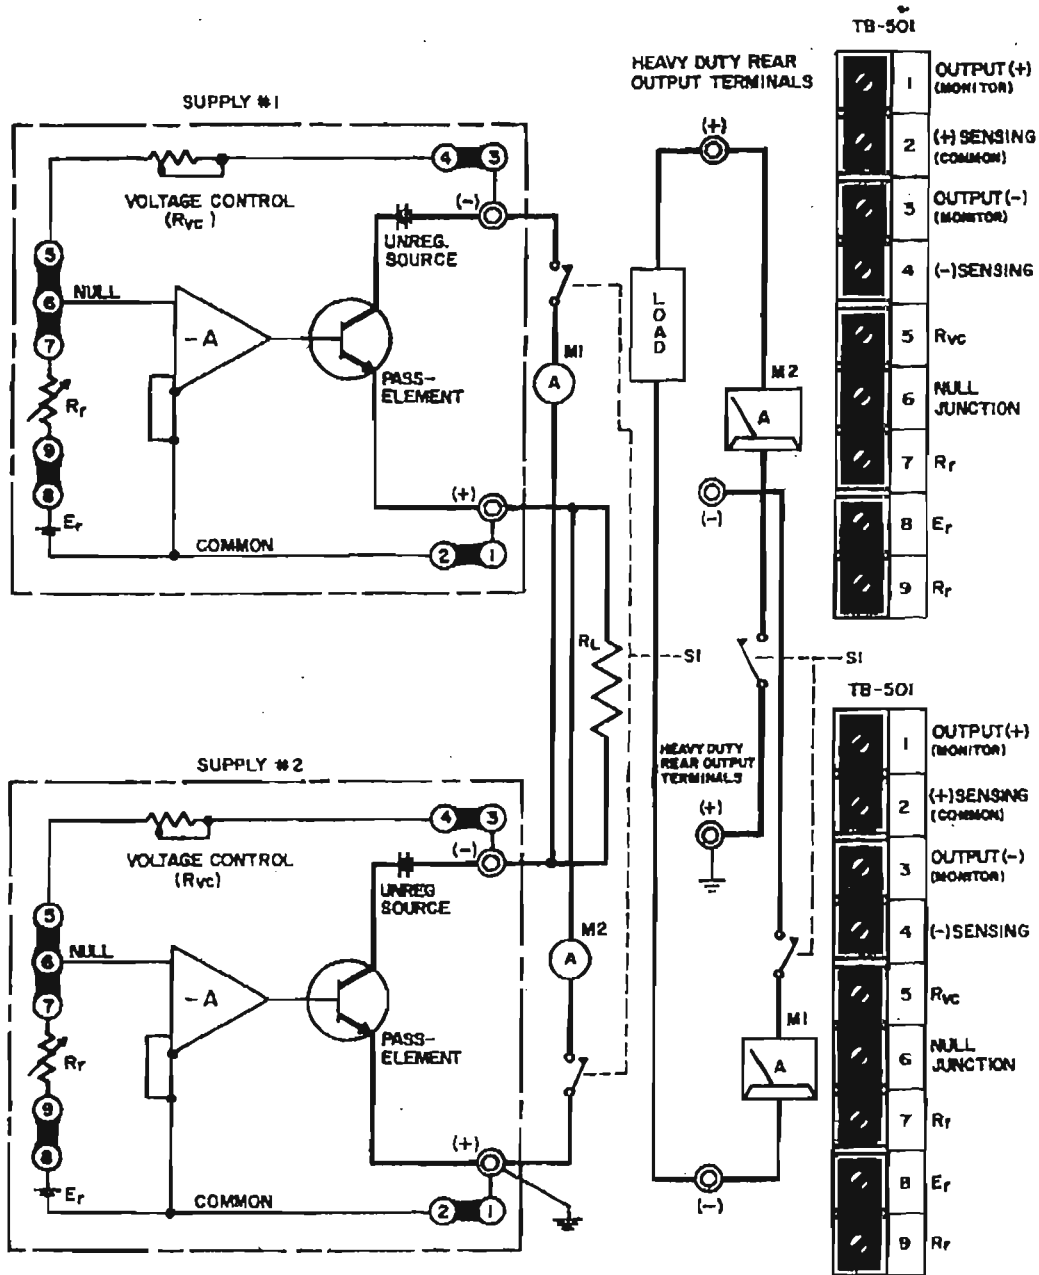 SUPPLY #1
4
3
VOLTAGE CONTROL
(RVC)
(-)
UNREG.
SOURCE
5
NULL
6
7
-A
PASS-
ELEMENT
Rr
9
8
Er
(+)
COMMON
2
1
M1
A
RL
S1
SUPPLY #2
4
3
VOLTAGE CONTROL
(RVC)
(-)
UNREG
SOURCE
5
NULL
6
7
-A
PASS-
ELEMENT
Rr
9
8
Er
(+)
COMMON
2
1
M2
A
HEAVY DUTY REAR
OUTPUT TERMINALS
(+)
LOAD
M2
A
(-)
S1
HEAVY DUTY
REAR OUTPUT
TERMINALS
(+)
M1
A
(-)
TB-501
1 OUTPUT (+)
(MONITOR)
2 (+) SENSING
(COMMON)
3 OUTPUT (-)
(MONITOR)
4 (-) SENSING
5 RVC
6 NULL
JUNCTION
7 Rr
8 Er
9 Rr
TB-501
1 OUTPUT (+)
(MONITOR)
2 (+) SENSING
(COMMON)
3 OUTPUT (-)
(MONITOR)
4 (-) SENSING
5 RVC
6 NULL
JUNCTION
7 Rr
8 Er
9 Rr